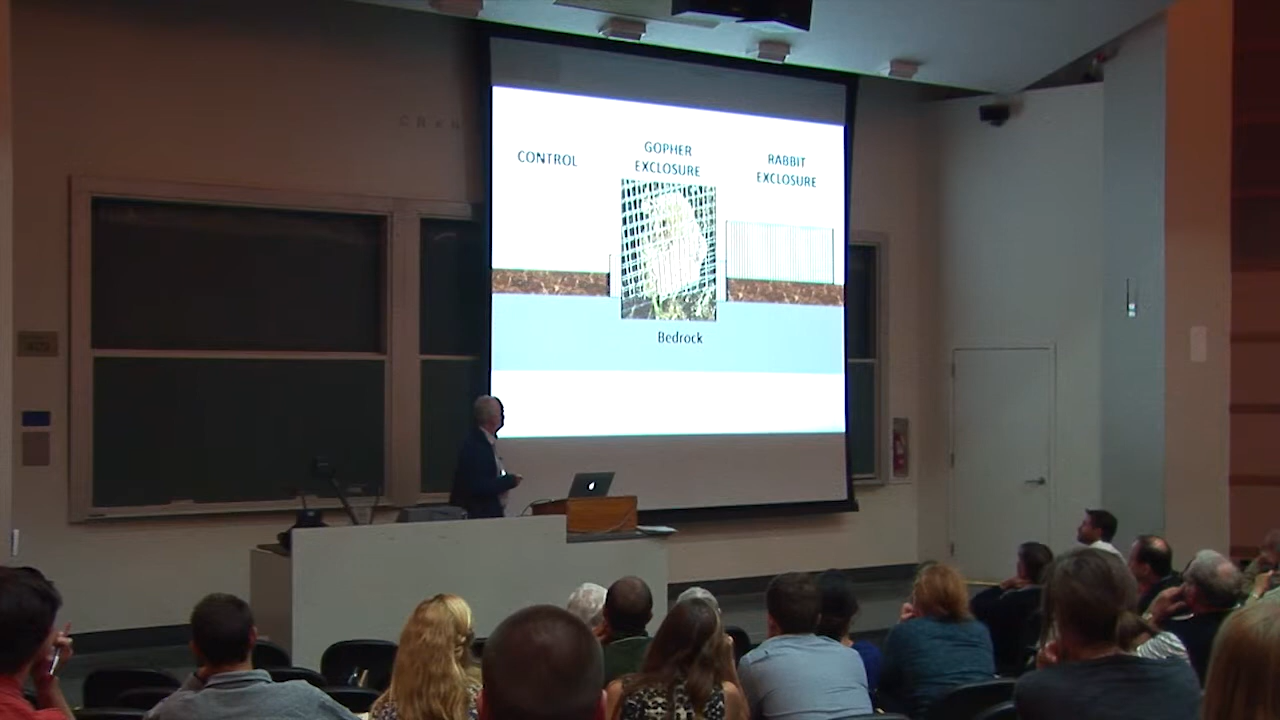 CONTROL
GOPHER
EXCLOSURE
RABBIT
EXCLOSURE
Bedrock